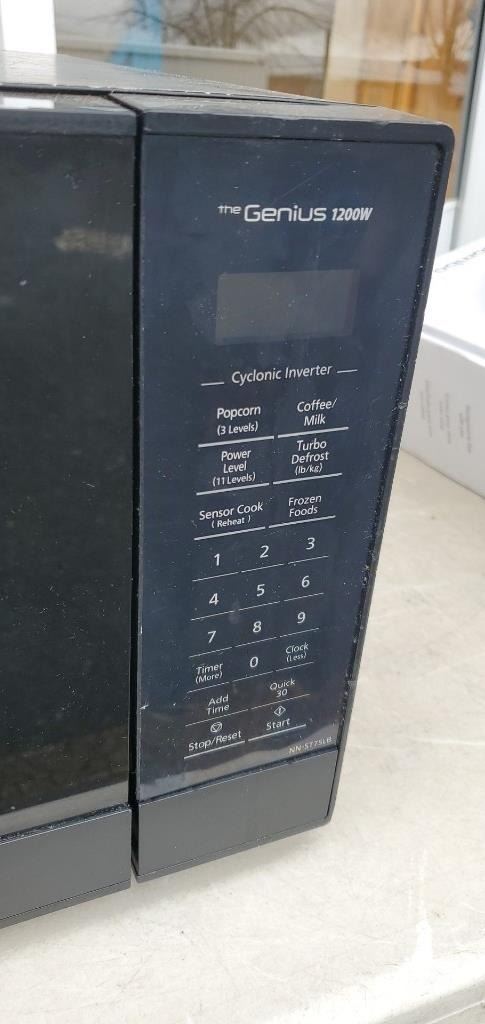 the Genius 1200W
Cyclonic Inverter
Popcorn
(3 Levels)
Coffee/
Milk
Power
Level
(11 Levels)
Turbo
Defrost
(lb/kg)
Sensor Cook
(Reheat)
Frozen
Foods
1 2 3
4 5 6
7 8 9
Timer
(More)
0
Clock
(Less)
Add
Time
Quick
30
Stop/Reset
Start
NN-ST75LB